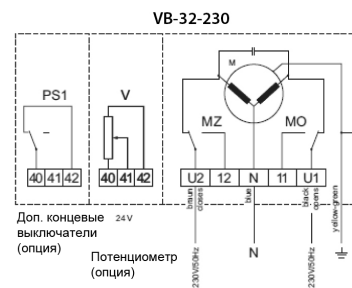 VB-32-230
PS1
V
M
MZ
MO
40 41 42
40 41 42
U2 12 N 11 U1
braun
closes
blue
black
opens
yellow-green
Доп. концевые
выключатели
(опция)
24 V
Потенциометр
(опция)
230V/50Hz
N
230V/50Hz